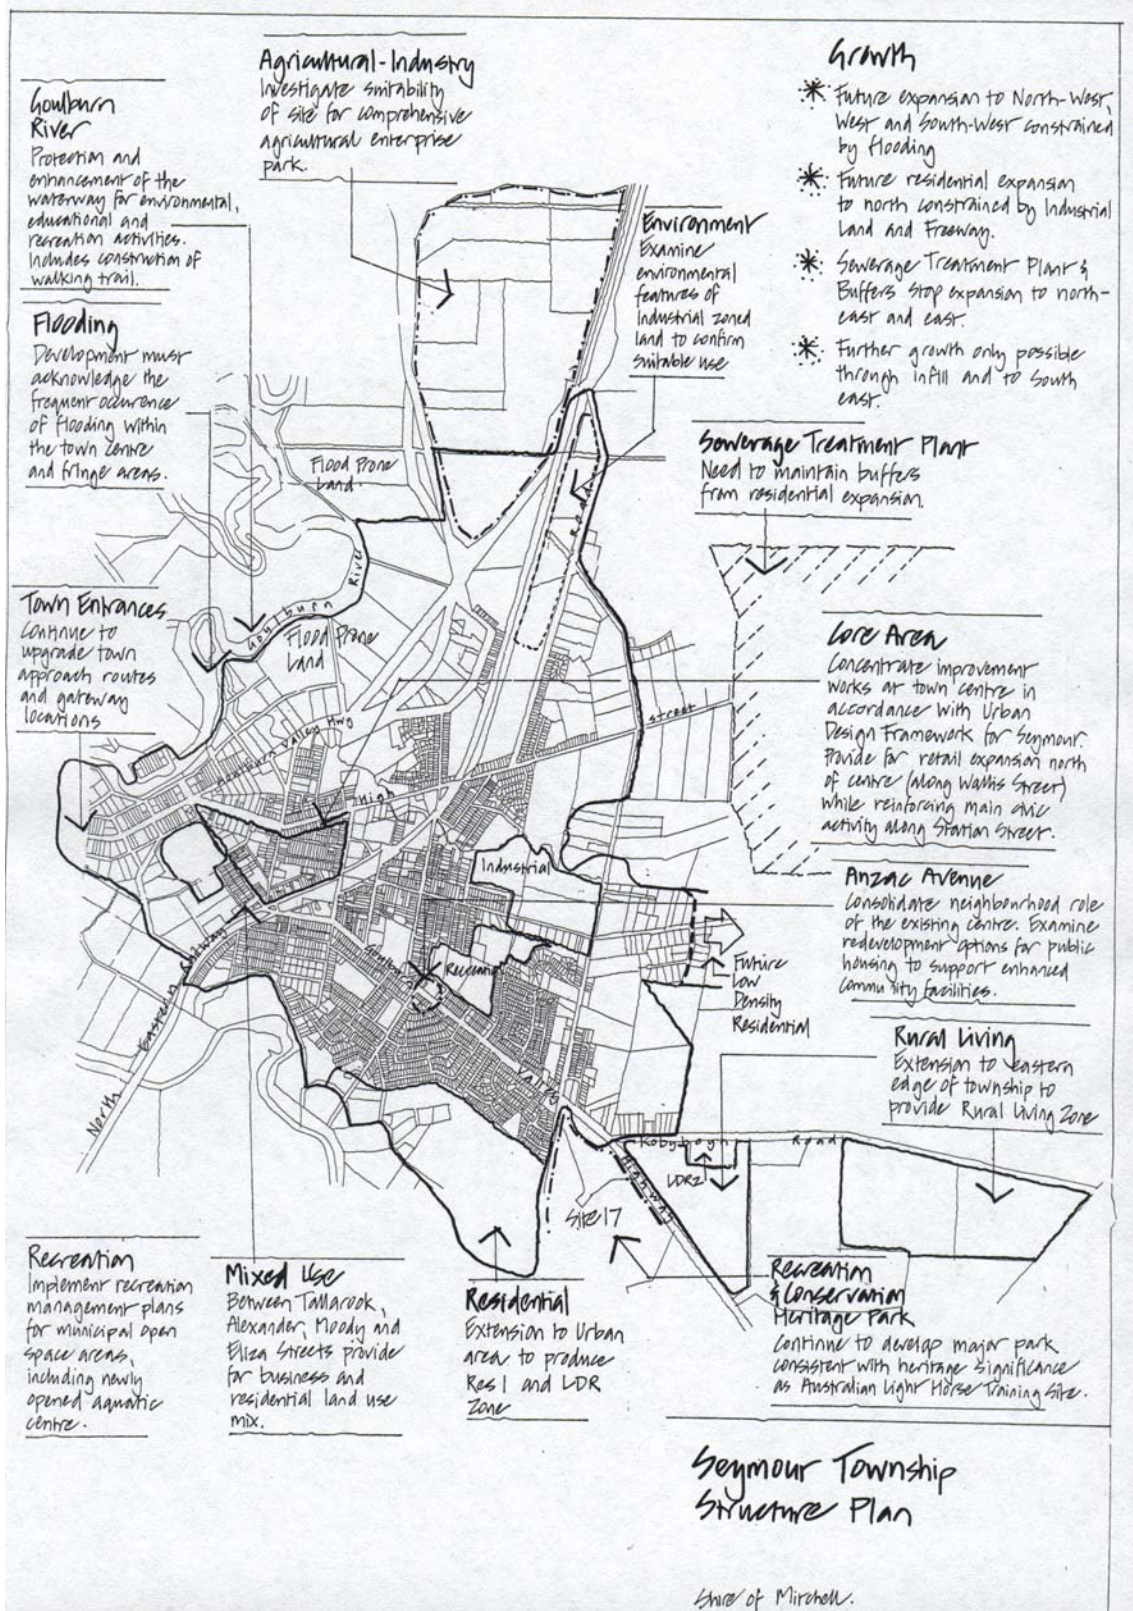 Goulburn
River
Protection and
enhancement of the
waterway for environmental,
educational and
recreation activities.
Includes construction of
walking trail.
Flooding
Development must
acknowledge the
frequent occurrence
of flooding within
the town centre
and fringe areas.
Town Entrances
Continue to
upgrade town
approach routes
and gateway
locations
Agricultural-Industry
Investigate suitability
of site for comprehensive
agricultural enterprise
park.
Environment
Examine
environmental
features of
Industrial zoned
land to confirm
suitable use
Growth
Future expansion to North-West,
West and South-West constrained
by flooding
Future residential expansion
to north constrained by Industrial
Land and Freeway.
Sewerage Treatment Plant &
Buffers stop expansion to north-
east and east.
Further growth only possible
through infill and to South
east.
Sewerage Treatment Plant
Need to maintain buffers
from residential expansion.
Core Area
Concentrate improvement
works at town centre in
accordance with Urban
Design Framework for Seymour.
Provide for retail expansion north
of centre (along Wallis Street)
while reinforcing main civic
activity along Station Street.
Anzac Avenue
Consolidate neighbourhood role
of the existing centre. Examine
redevelopment options for public
housing to support enhanced
community facilities.
Future
Low
Density
Residential
Rural Living
Extension to eastern
edge of township to
provide Rural Living Zone
Flood Prone
Land
Goulburn River
Flood Prone
Land
Road
Street
Goulburn Valley Hwy
High
Industrial
Recreation
Goulburn
Valley
Highway
North Eastern Railway
Kobyboyn Road
LDRZ
Site 17
Recreation
Implement recreation
management plans
for municipal open
space areas,
including newly
opened aquatic
centre.
Mixed Use
Between Tallarook,
Alexander, Moody and
Eliza Streets provide
for business and
residential land use
mix.
Residential
Extension to Urban
area to produce
Res 1 and LDR
Zone
Recreation
& Conservation
Heritage Park
Continue to develop major park
consistent with heritage significance
as Australian Light Horse Training Site.
Seymour Township
Structure Plan
Shire of Mitchell.